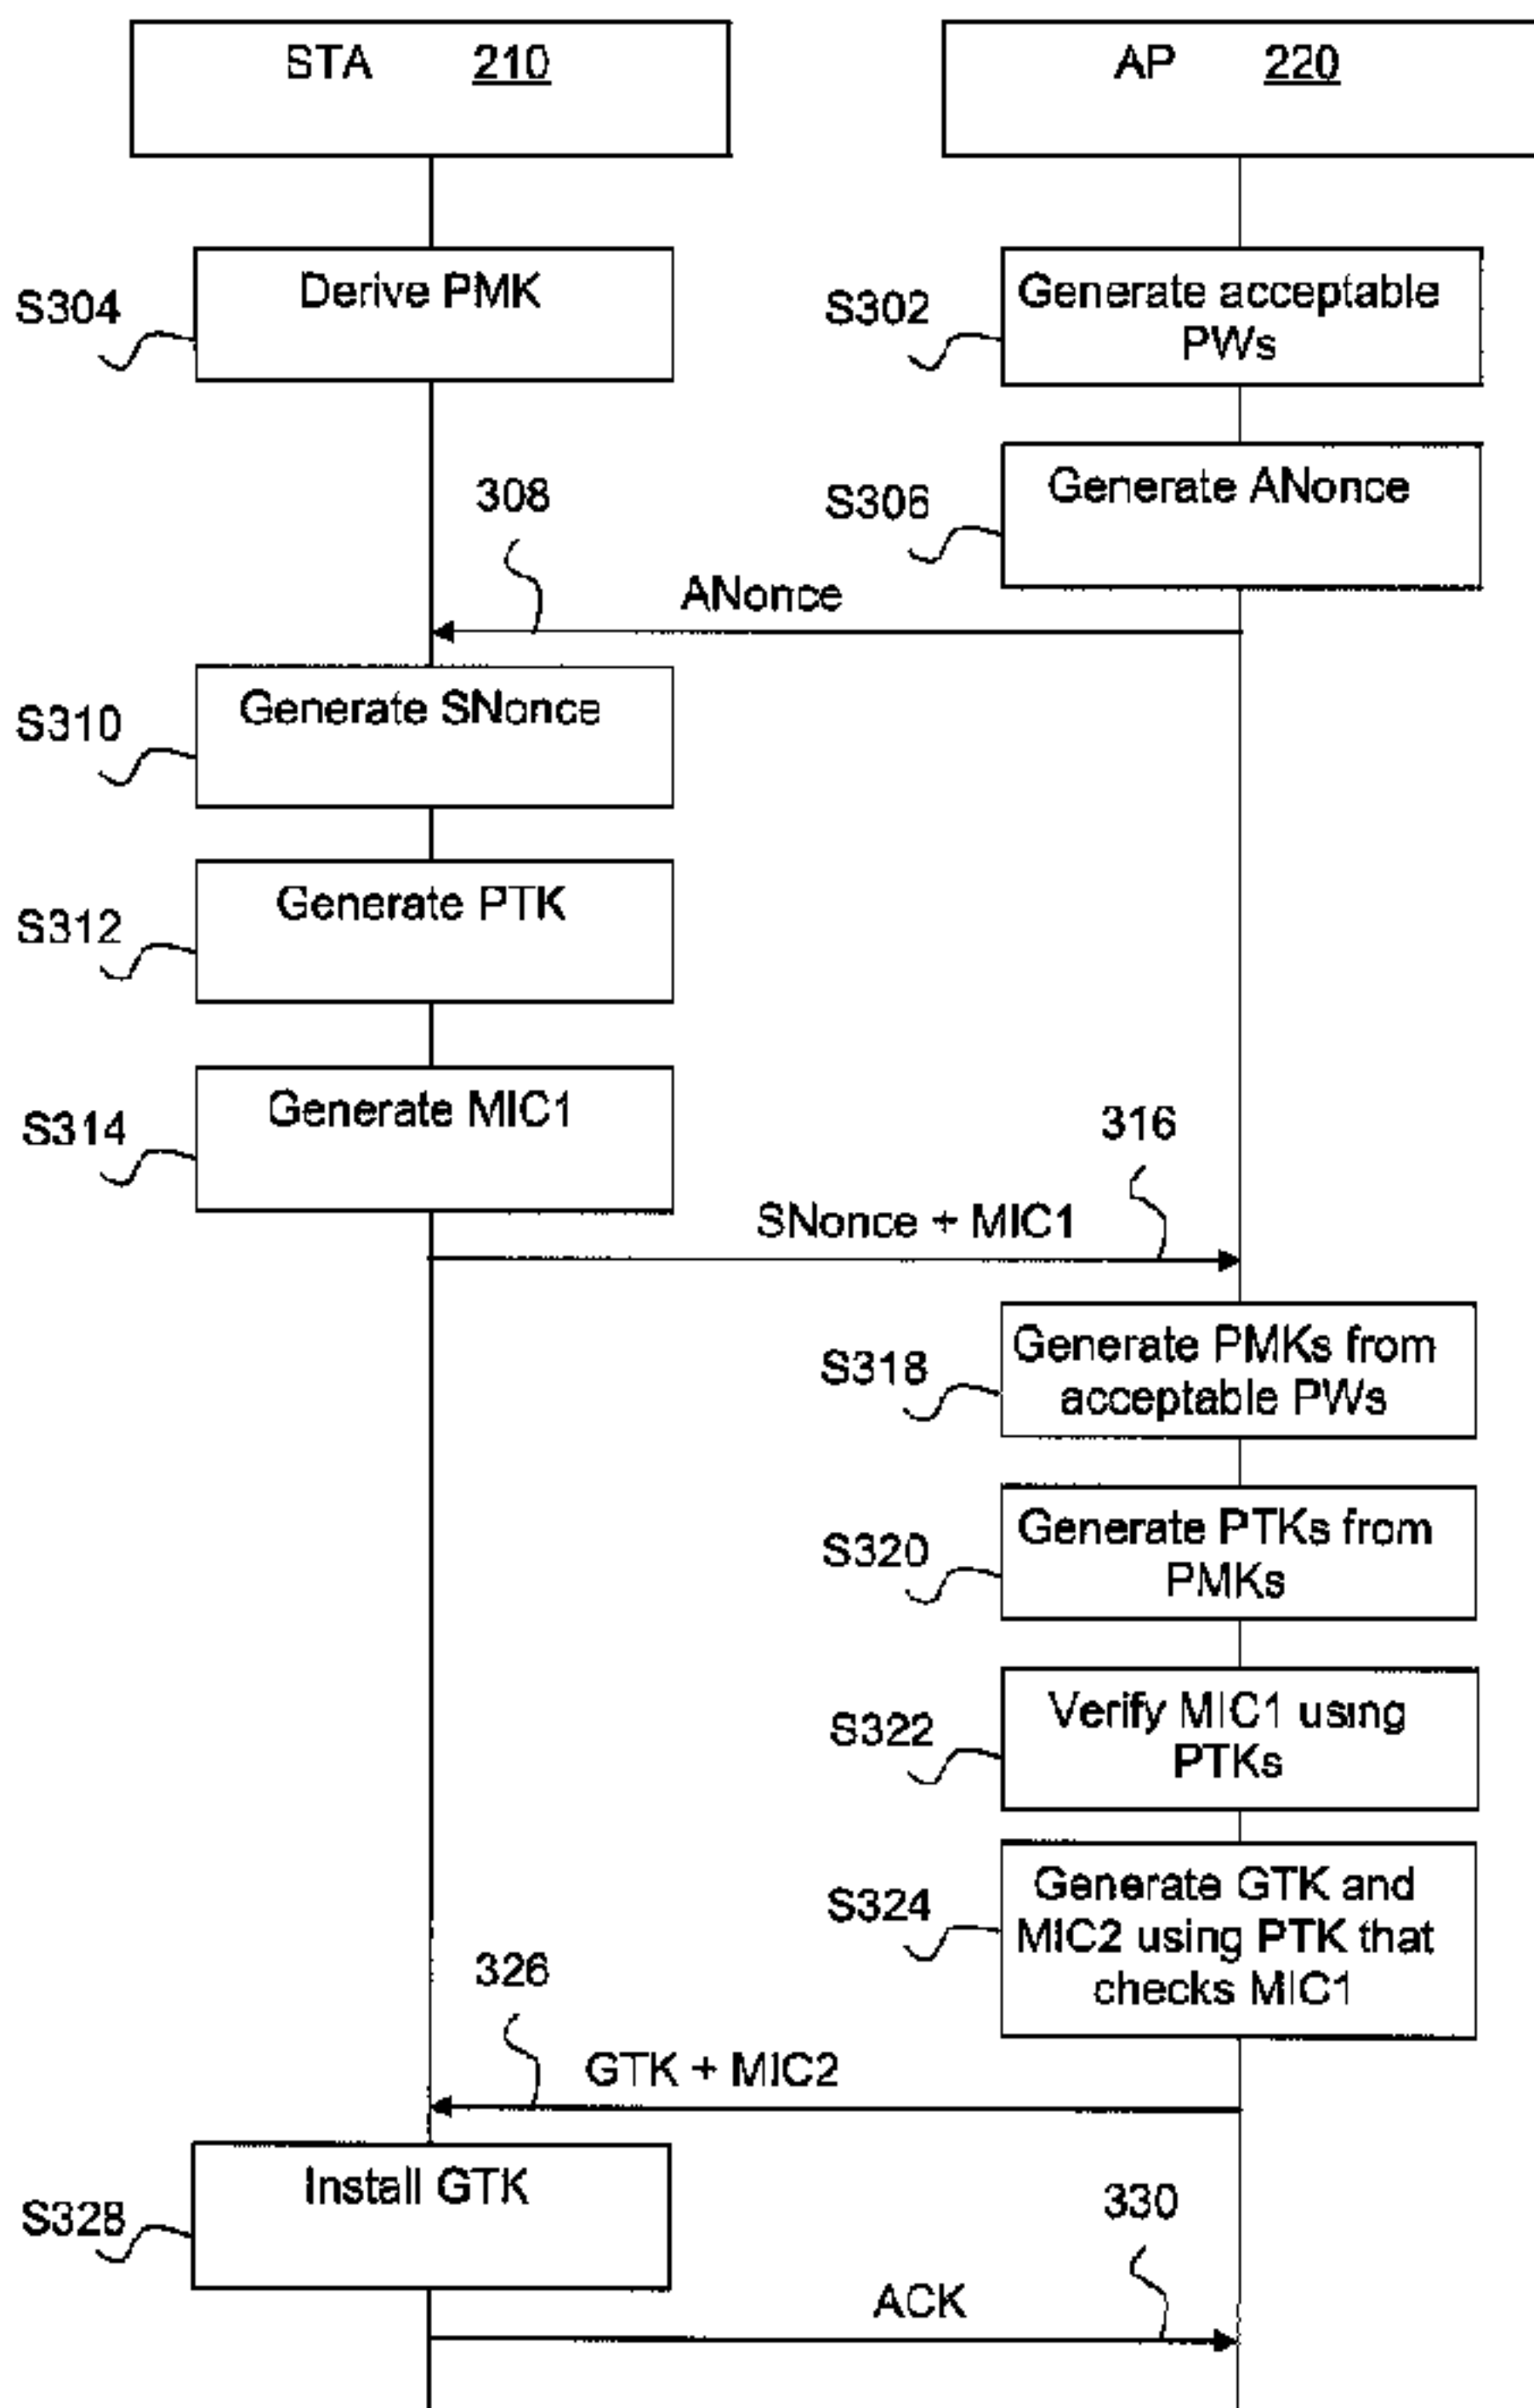 STA 210
AP 220
S304
Derive PMK
S302
Generate acceptable
PWs
S306
Generate ANonce
308
ANonce
S310
Generate SNonce
S312
Generate PTK
S314
Generate MIC1
316
SNonce + MIC1
S318
Generate PMKs from
acceptable PWs
S320
Generate PTKs from
PMKs
S322
Verify MIC1 using
PTKs
S324
Generate GTK and
MIC2 using PTK that
checks MIC1
326
GTK + MIC2
S328
Install GTK
330
ACK